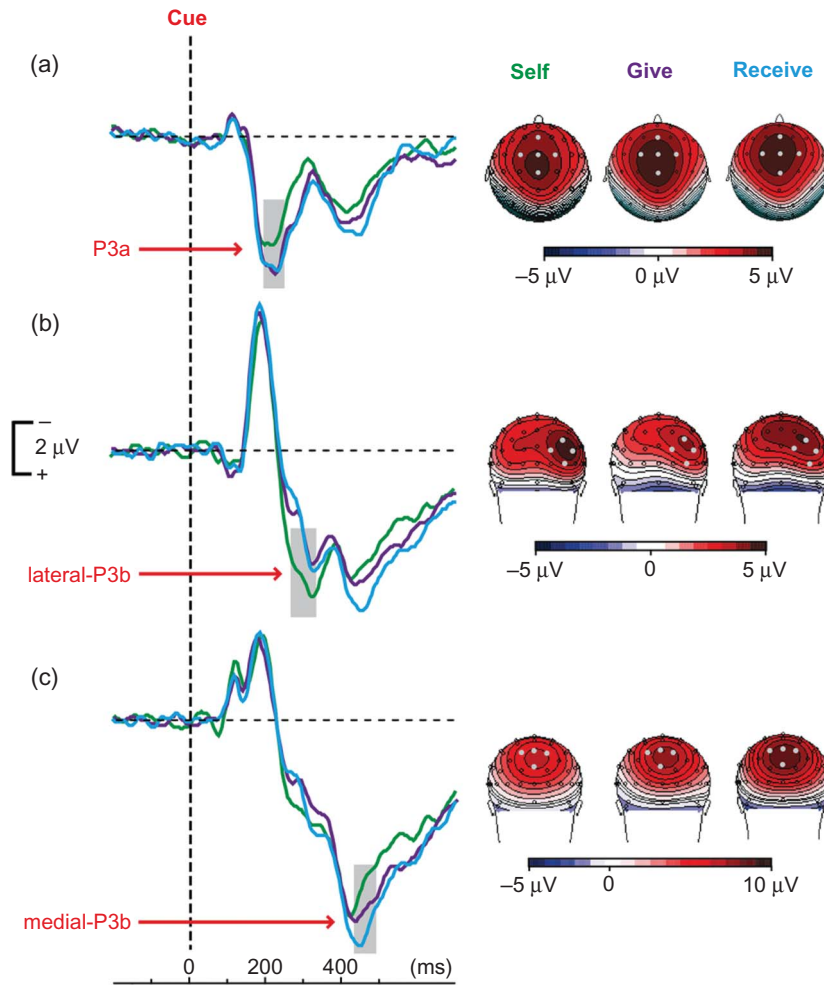 Cue
(a)
Self Give Receive
P3a
–5 µV 0 µV 5 µV
(b)
–
2 µV
+
lateral-P3b
–5 µV 0 5 µV
(c)
–5 µV 0 10 µV
medial-P3b
0 200 400 (ms)